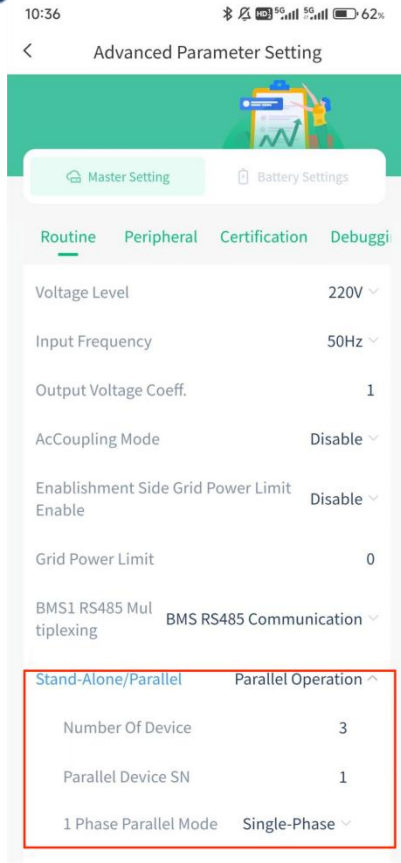 10:36
HD 5G 5G 62%
Advanced Parameter Setting
Master Setting
Battery Settings
Routine Peripheral Certification Debuggi
Voltage Level 220V
Input Frequency 50Hz
Output Voltage Coeff. 1
AcCoupling Mode Disable
Enablishment Side Grid Power Limit
Enable Disable
Grid Power Limit 0
BMS1 RS485 Mul
tiplexing BMS RS485 Communication
Stand-Alone/Parallel Parallel Operation
Number Of Device 3
Parallel Device SN 1
1 Phase Parallel Mode Single-Phase